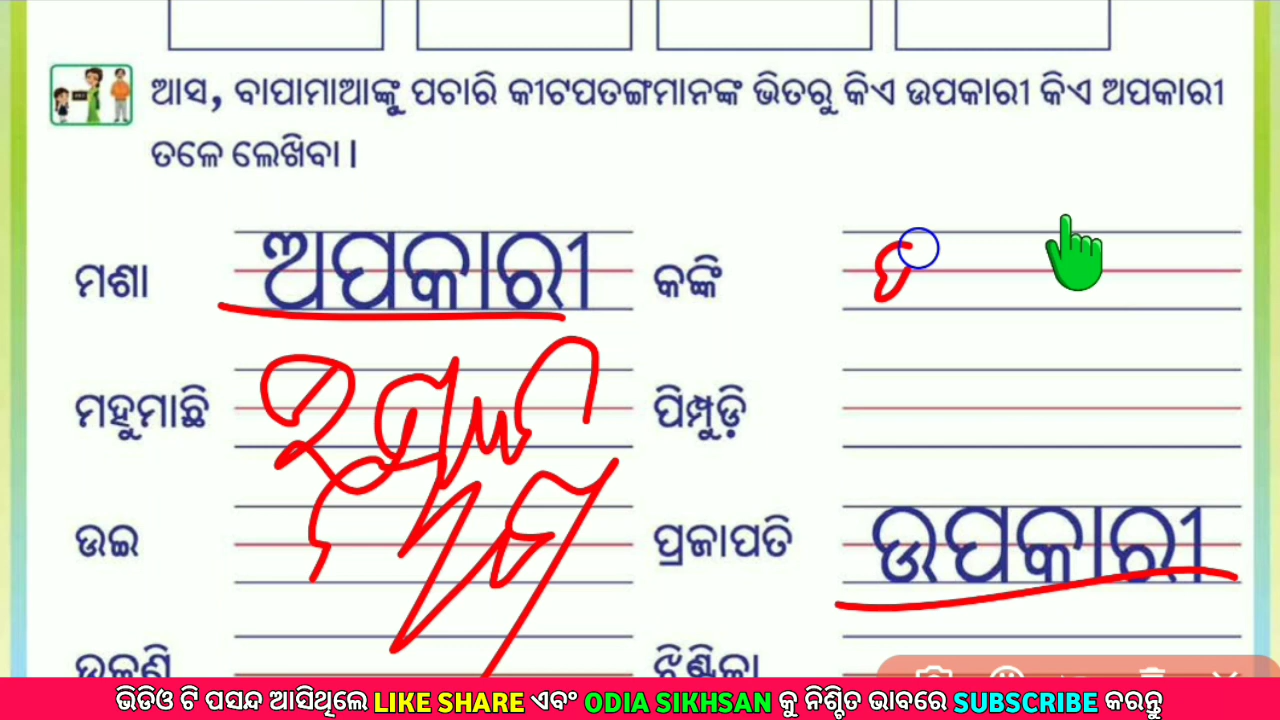 ଆସ, ବାପାମାଆଙ୍କୁ ପଚାରି କୀଟପତଙ୍ଗମାନଙ୍କ ଭିତରୁ କିଏ ଉପକାରୀ କିଏ ଅପକାରୀ
ତଳେ ଲେଖିବା ।
ମଶା ଅପକାରୀ କଙ୍କି
ମହୁମାଛି ପିମ୍ପୁଡ଼ି
ଉଇ ପ୍ରଜାପତି ଉପକାରୀ
ଉକୁଣି ଝିଣ୍ଟିକା
ଭିଡିଓ ଟି ପସନ୍ଦ ଆସିଥିଲେ LIKE SHARE ଏବଂ ODIA SIKHSAN କୁ ନିଶ୍ଚିତ ଭାବରେ SUBSCRIBE କରନ୍ତୁ